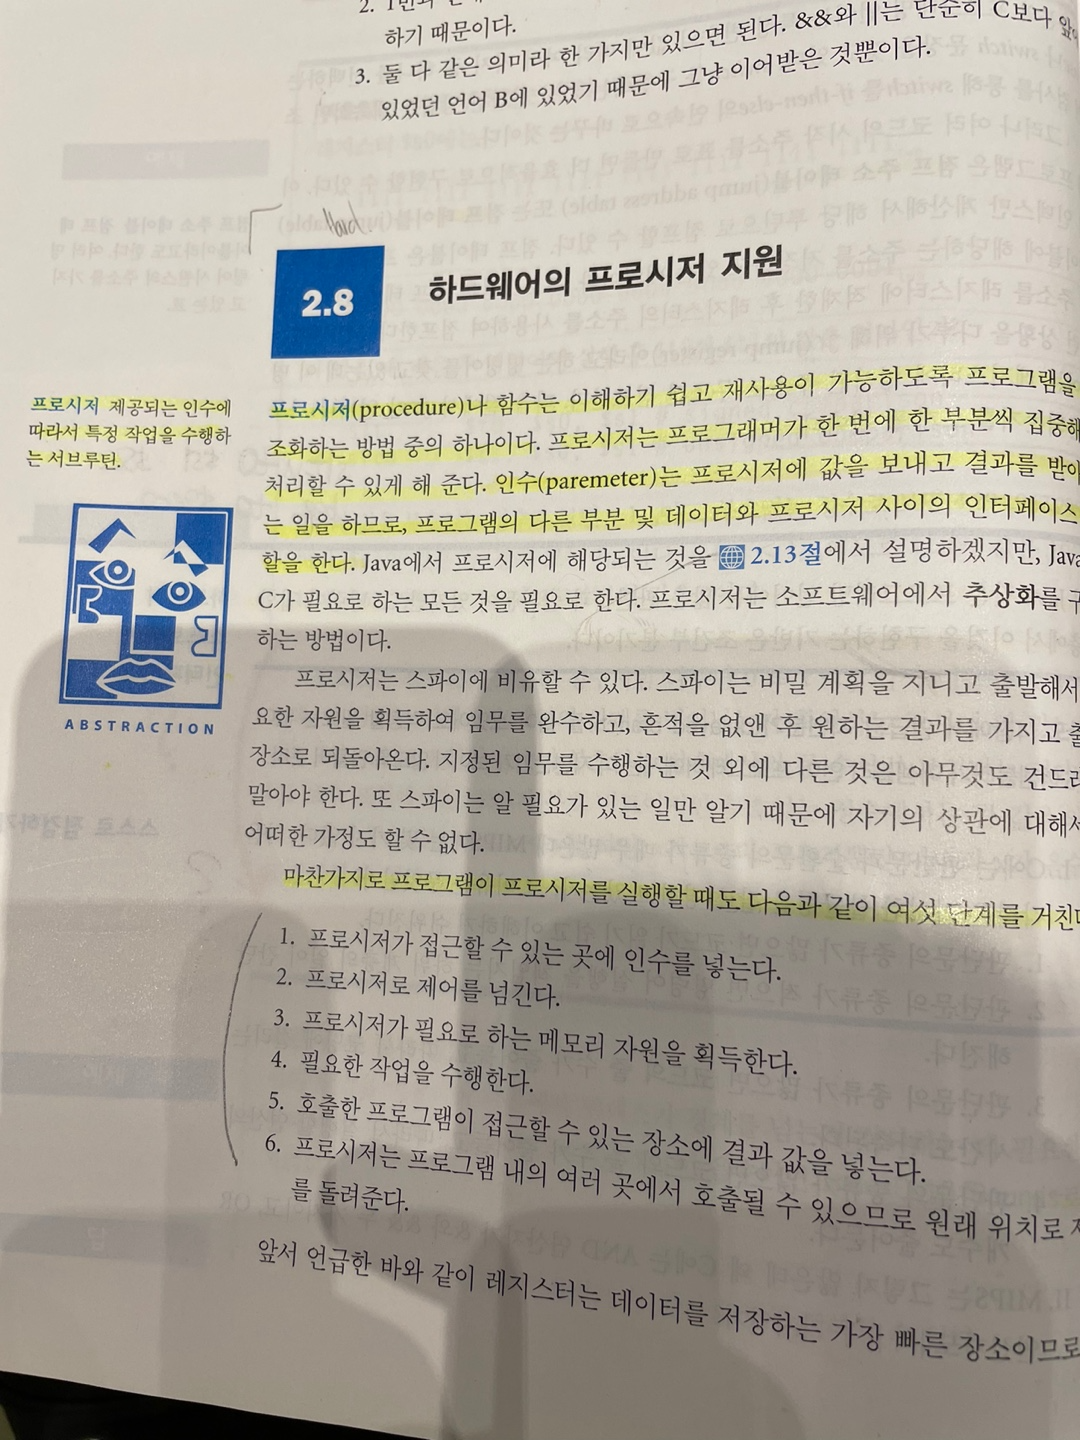 2. 1번과
하기 때문이다.
3. 둘 다 같은 의미라 한 가지만 있으면 된다. &&와 ||는 단순히 C보다
있었던 언어 B에 있었기 때문에 그냥 이어받은 것뿐이다.
Hard
2.8 하드웨어의 프로시저 지원
프로시저 제공되는 인수에
따라서 특정 작업을 수행하
는 서브루틴.
ABSTRACTION
프로시저(procedure)나 함수는 이해하기 쉽고 재사용이 가능하도록 프로그램을
조화하는 방법 중의 하나이다. 프로시저는 프로그래머가 한 번에 한 부분씩 집중해
처리할 수 있게 해 준다. 인수(paremeter)는 프로시저에 값을 보내고 결과를 받아
는 일을 하므로, 프로그램의 다른 부분 및 데이터와 프로시저 사이의 인터페이스
할을 한다. Java에서 프로시저에 해당되는 것을 2.13절에서 설명하겠지만, Java
C가 필요로 하는 모든 것을 필요로 한다. 프로시저는 소프트웨어에서 추상화를 구
하는 방법이다.
프로시저는 스파이에 비유할 수 있다. 스파이는 비밀 계획을 지니고 출발해서
요한 자원을 획득하여 임무를 완수하고, 흔적을 없앤 후 원하는 결과를 가지고 출
장소로 되돌아온다. 지정된 임무를 수행하는 것 외에 다른 것은 아무것도 건드려
말아야 한다. 또 스파이는 알 필요가 있는 일만 알기 때문에 자기의 상관에 대해서
어떠한 가정도 할 수 없다.
마찬가지로 프로그램이 프로시저를 실행할 때도 다음과 같이 여섯 단계를 거친다
1. 프로시저가 접근할 수 있는 곳에 인수를 넣는다.
2. 프로시저로 제어를 넘긴다.
3. 프로시저가 필요로 하는 메모리 자원을 획득한다.
4. 필요한 작업을 수행한다.
5. 호출한 프로그램이 접근할 수 있는 장소에 결과 값을 넣는다.
6. 프로시저는 프로그램 내의 여러 곳에서 호출될 수 있으므로 원래 위치로 제
를 돌려준다.
앞서 언급한 바와 같이 레지스터는 데이터를 저장하는 가장 빠른 장소이므로